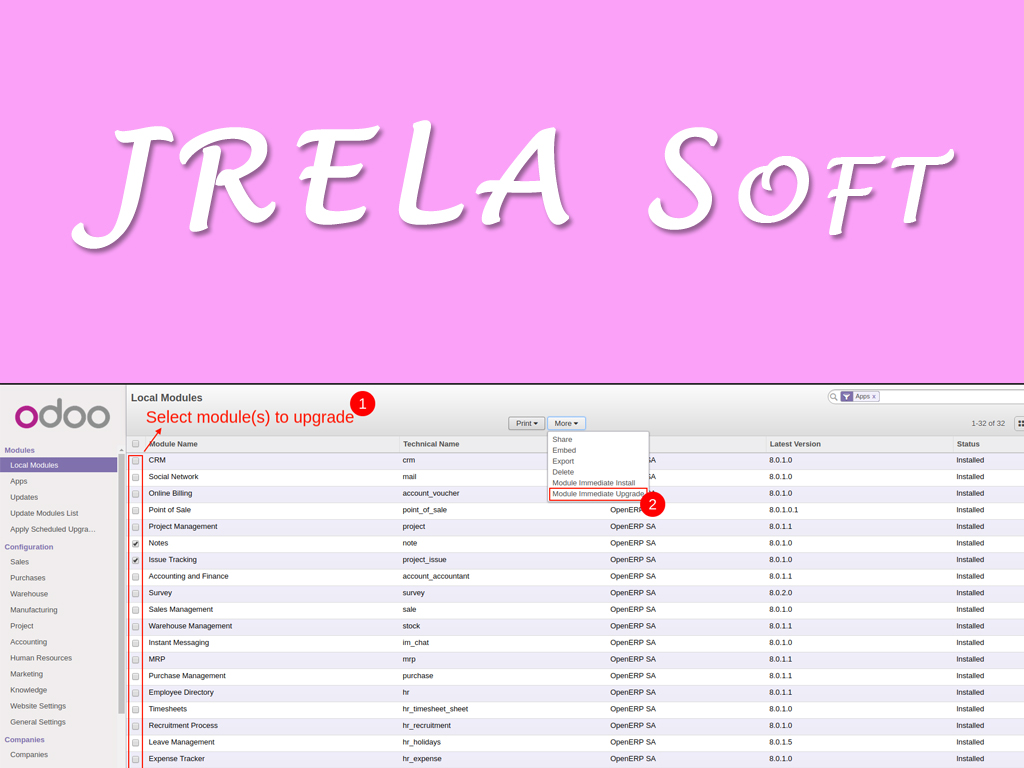 JRELA SOFT
odoo
Local Modules
Apps x
Select module(s) to upgrade 1
Print More 1-32 of 32
Share
Embed
Export
Delete
Module Immediate Install
Module Immediate Upgrade 2
Modules
Local Modules
Apps
Updates
Update Modules List
Apply Scheduled Upgra...
Configuration
Sales
Purchases
Warehouse
Manufacturing
Project
Accounting
Human Resources
Marketing
Knowledge
Website Settings
General Settings
Companies
Companies
Module Name Technical Name Latest Version Status
CRM crm SA 8.0.1.0 Installed
Social Network mail 8.0.1.0 Installed
Online Billing account_voucher 8.0.1.0 Installed
Point of Sale point_of_sale OpenERP 8.0.1.0.1 Installed
Project Management project OpenERP SA 8.0.1.1 Installed
Notes note OpenERP SA 8.0.1.0 Installed
Issue Tracking project_issue OpenERP SA 8.0.1.0 Installed
Accounting and Finance account_accountant OpenERP SA 8.0.1.1 Installed
Survey survey OpenERP SA 8.0.2.0 Installed
Sales Management sale OpenERP SA 8.0.1.0 Installed
Warehouse Management stock OpenERP SA 8.0.1.1 Installed
Instant Messaging im_chat OpenERP SA 8.0.1.0 Installed
MRP mrp OpenERP SA 8.0.1.1 Installed
Purchase Management purchase OpenERP SA 8.0.1.1 Installed
Employee Directory hr OpenERP SA 8.0.1.1 Installed
Timesheets hr_timesheet_sheet OpenERP SA 8.0.1.0 Installed
Recruitment Process hr_recruitment OpenERP SA 8.0.1.0 Installed
Leave Management hr_holidays OpenERP SA 8.0.1.5 Installed
Expense Tracker hr_expense OpenERP SA 8.0.1.0 Installed